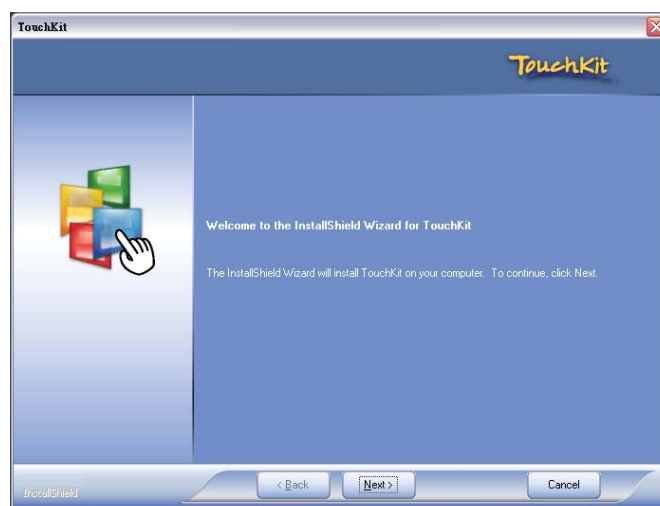 TouchKit
TouchKit
Welcome to the InstallShield Wizard for TouchKit
The InstallShield Wizard will install TouchKit on your computer. To continue, click Next.
InstallShield
< Back
Next >
Cancel